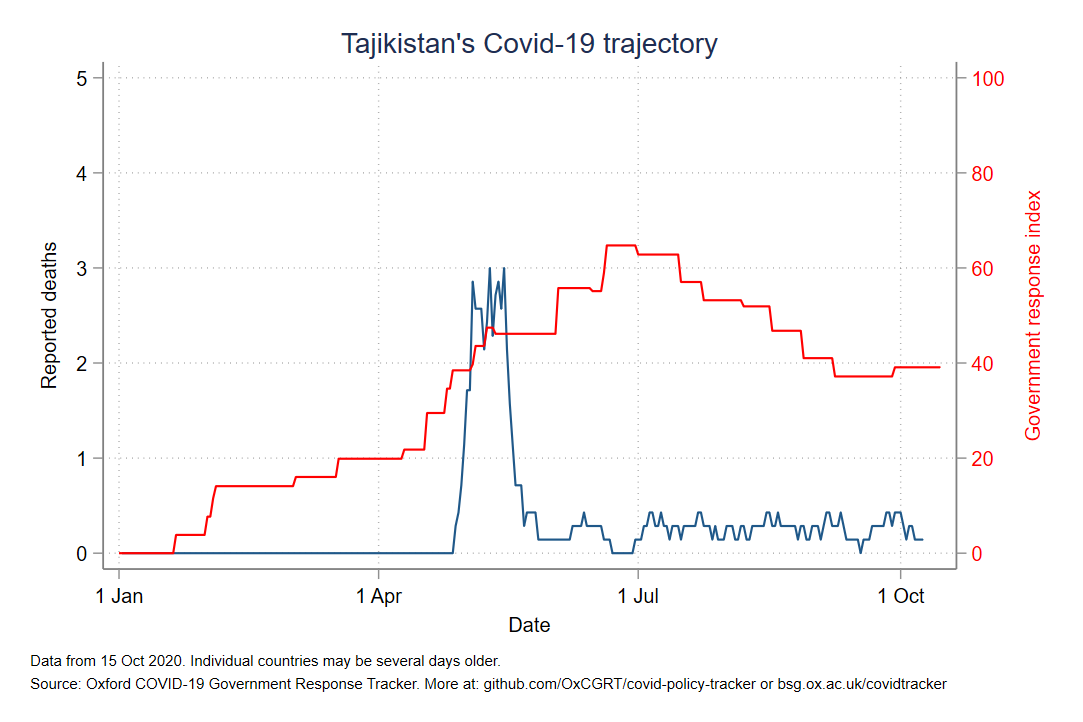 Tajikistan's Covid-19 trajectory
5
4
3
2
1
0
Reported deaths
100
80
60
40
20
0
Government response index
1 Jan
1 Apr
1 Jul
1 Oct
Date
Data from 15 Oct 2020. Individual countries may be several days older.
Source: Oxford COVID-19 Government Response Tracker. More at: github.com/OxCGRT/covid-policy-tracker or bsg.ox.ac.uk/covidtracker